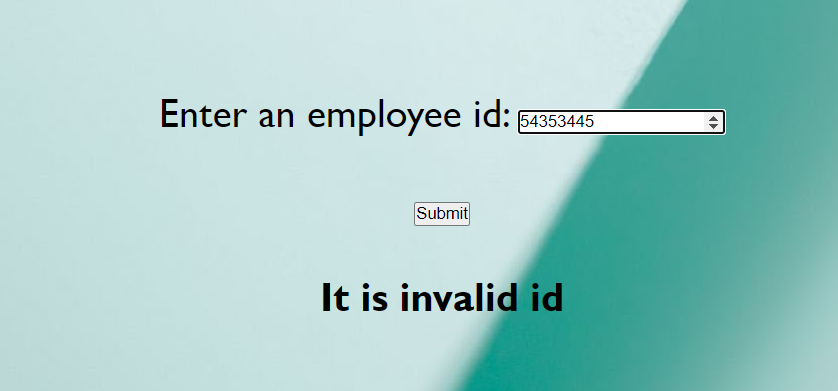 Enter an employee id: 54353445
Submit
It is invalid id